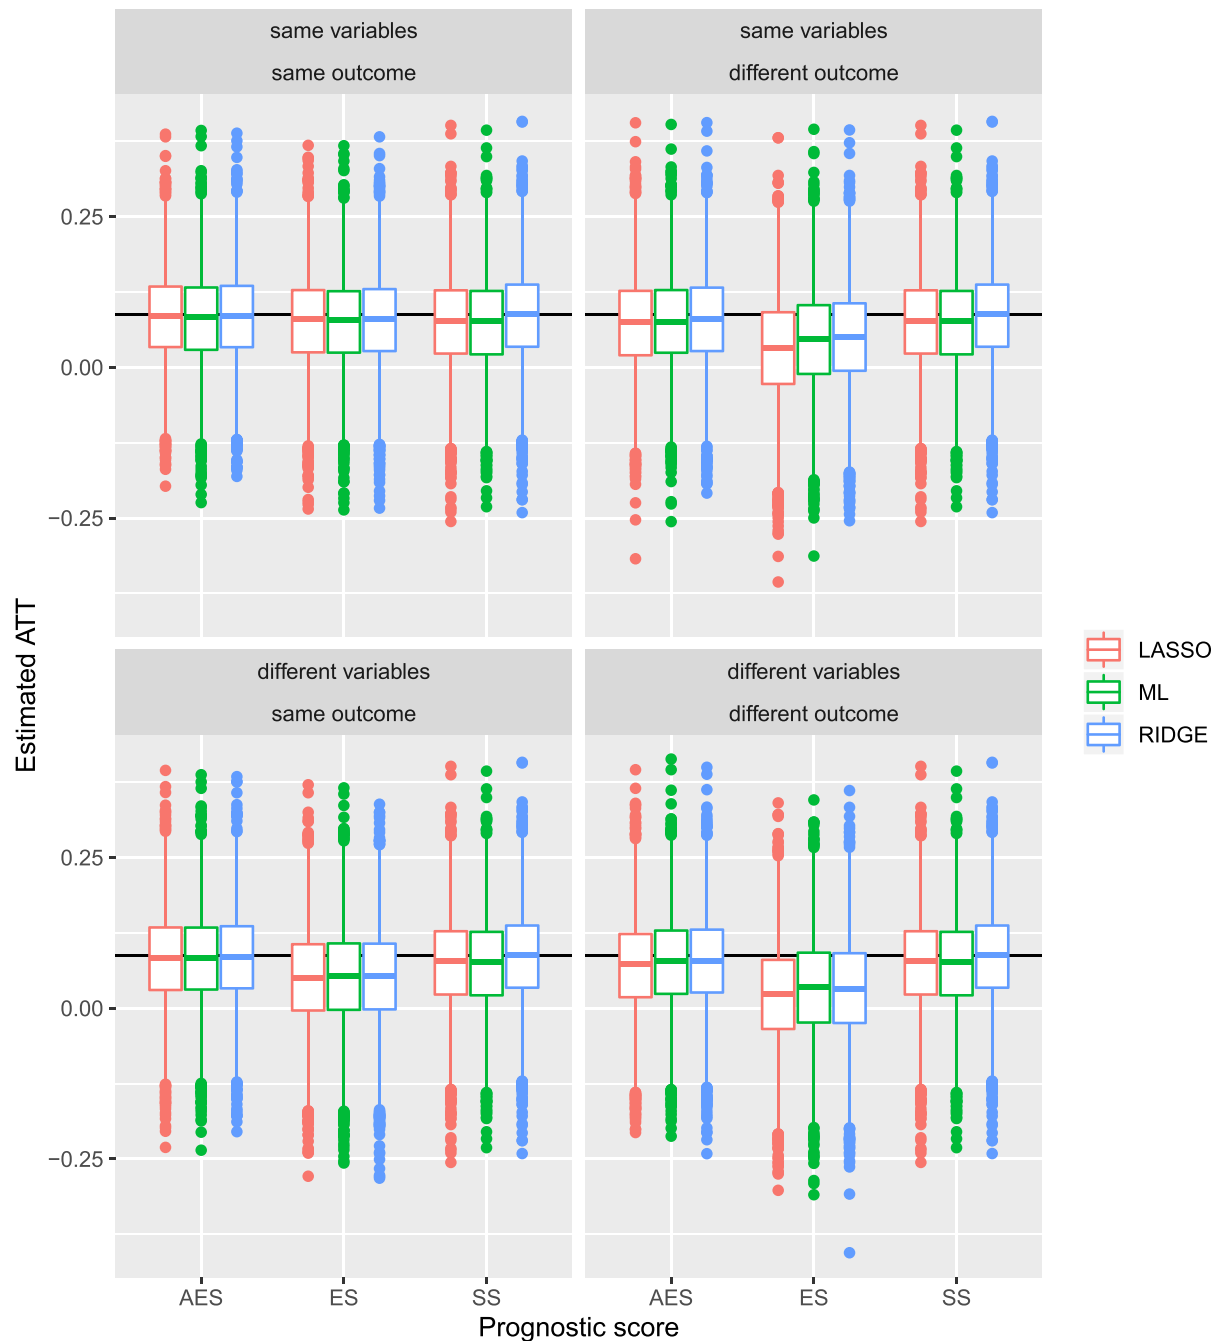 same variables
same outcome
same variables
different outcome
0.25
0.00
−0.25
different variables
same outcome
different variables
different outcome
0.25
0.00
−0.25
Estimated ATT
AES
ES
SS
AES
ES
SS
Prognostic score
LASSO
ML
RIDGE